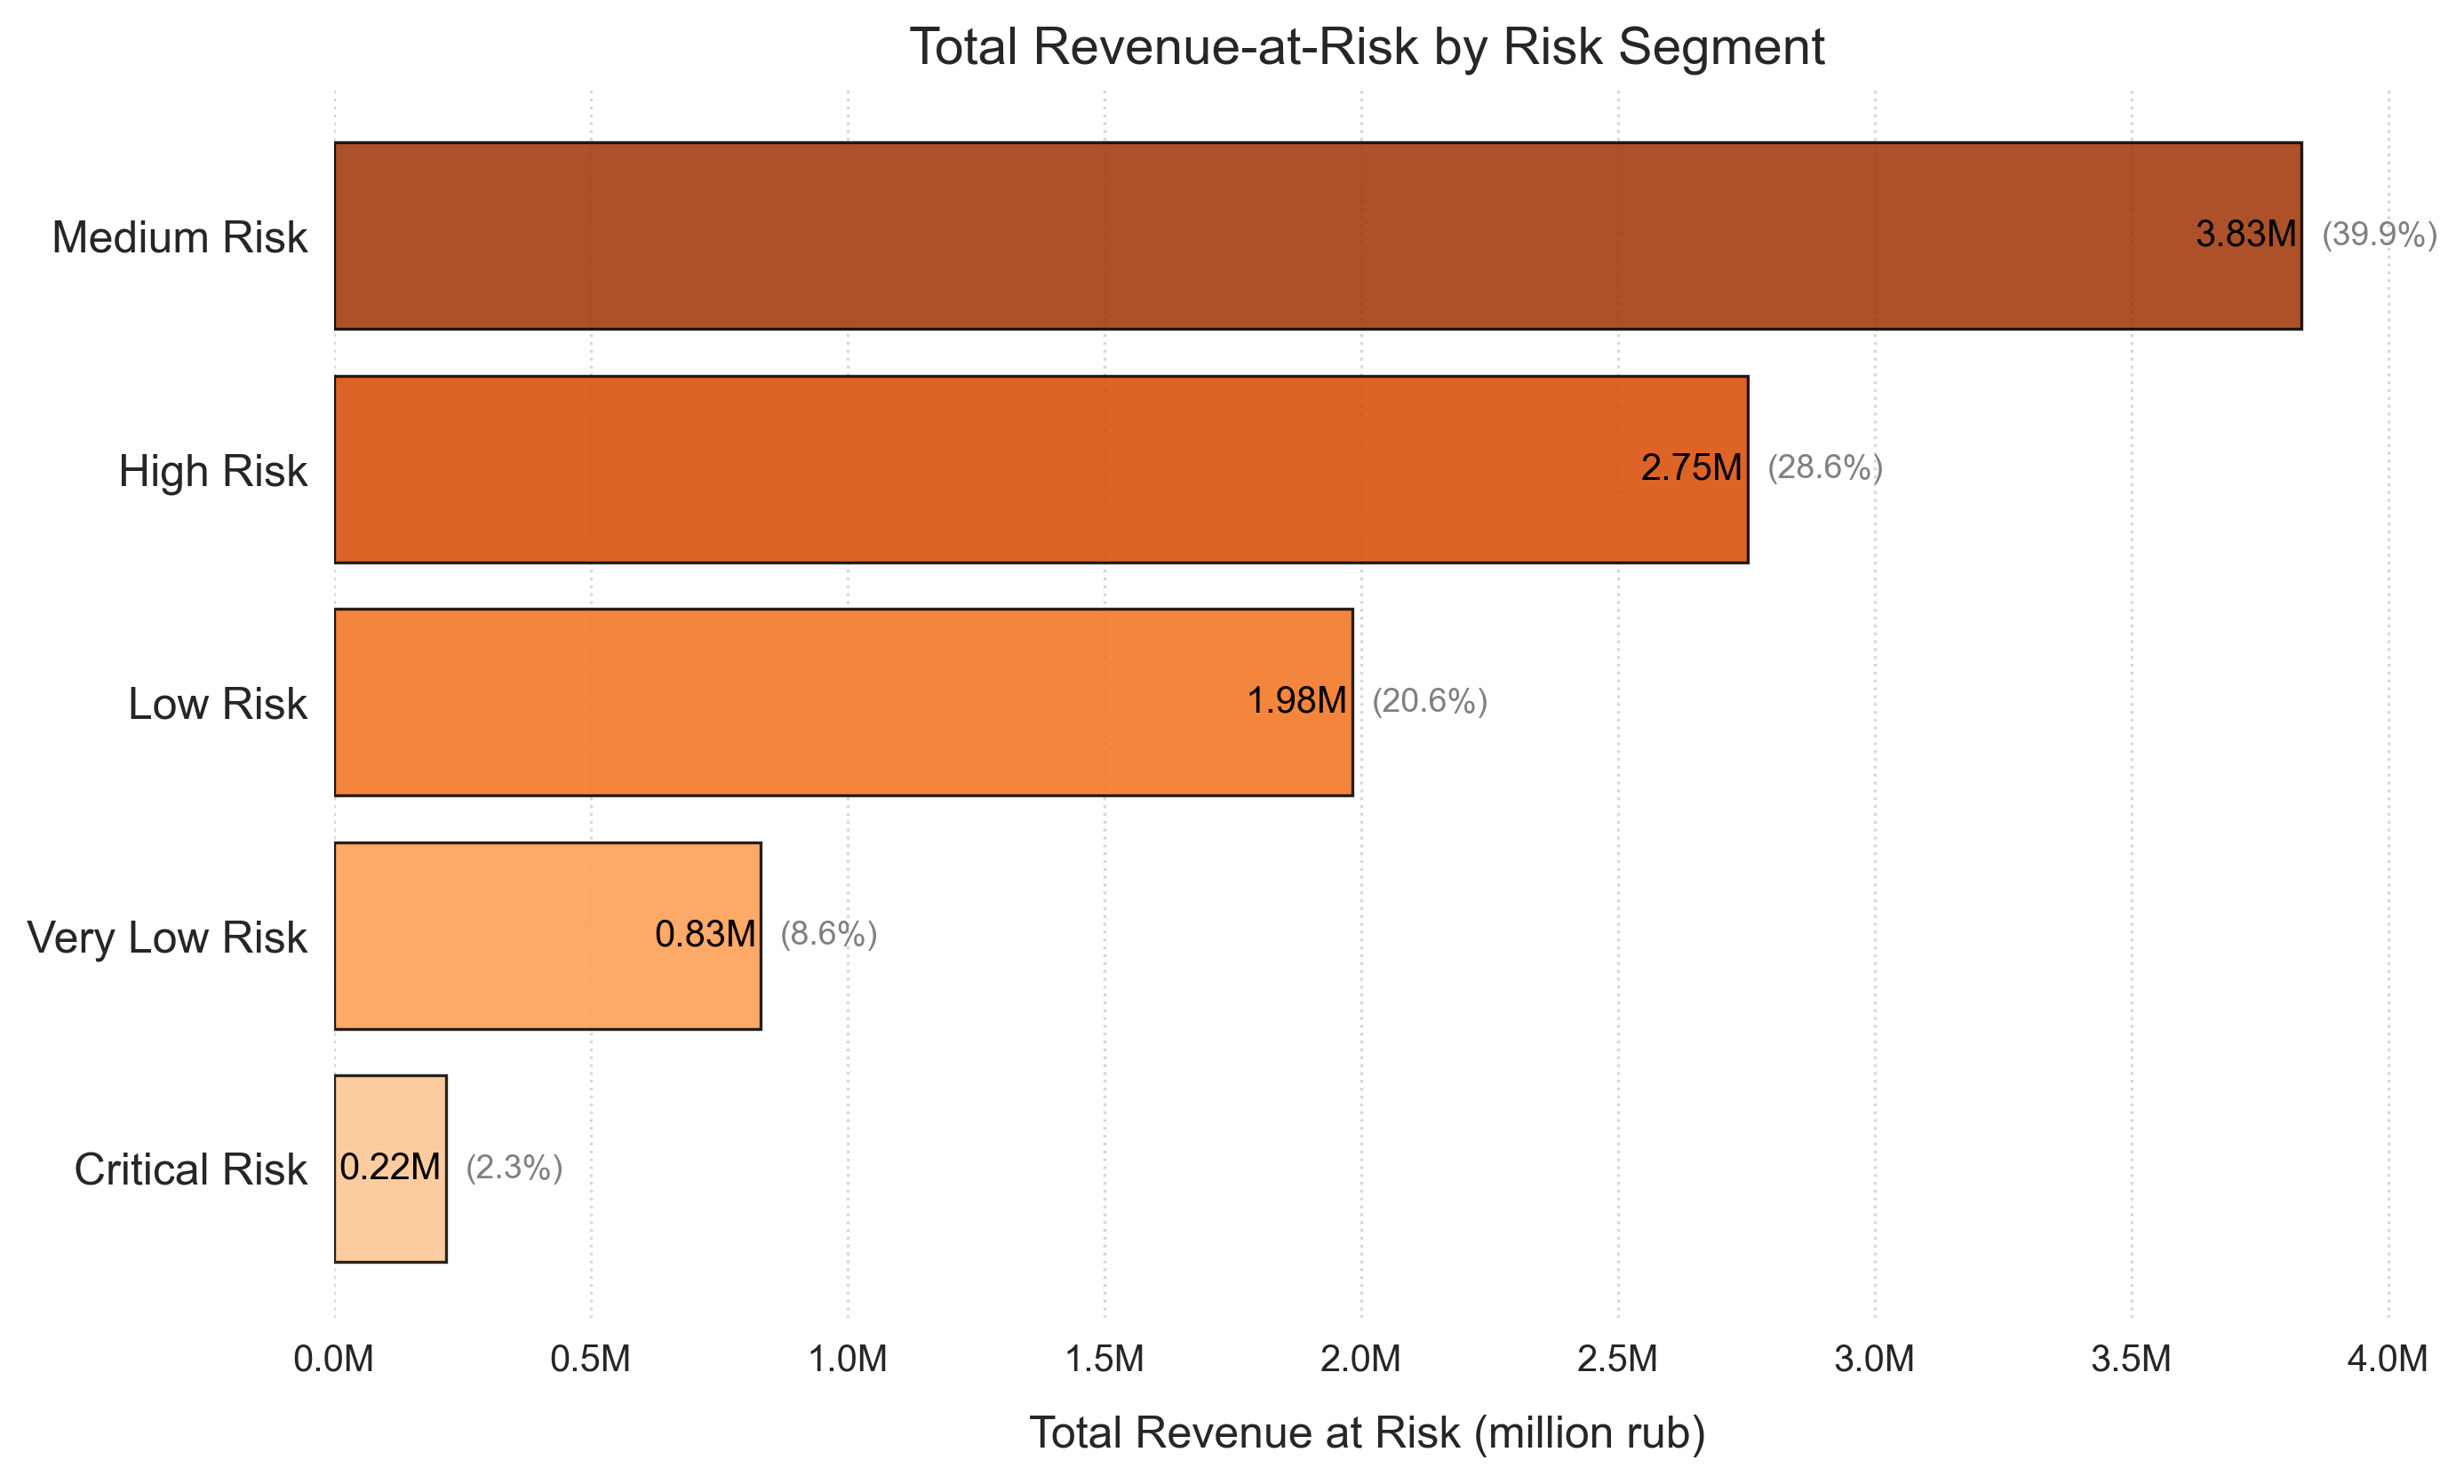 Total Revenue-at-Risk by Risk Segment
Medium Risk 3.83M (39.9%)
High Risk 2.75M (28.6%)
Low Risk 1.98M (20.6%)
Very Low Risk 0.83M (8.6%)
Critical Risk 0.22M (2.3%)
0.0M 0.5M 1.0M 1.5M 2.0M 2.5M 3.0M 3.5M 4.0M
Total Revenue at Risk (million rub)